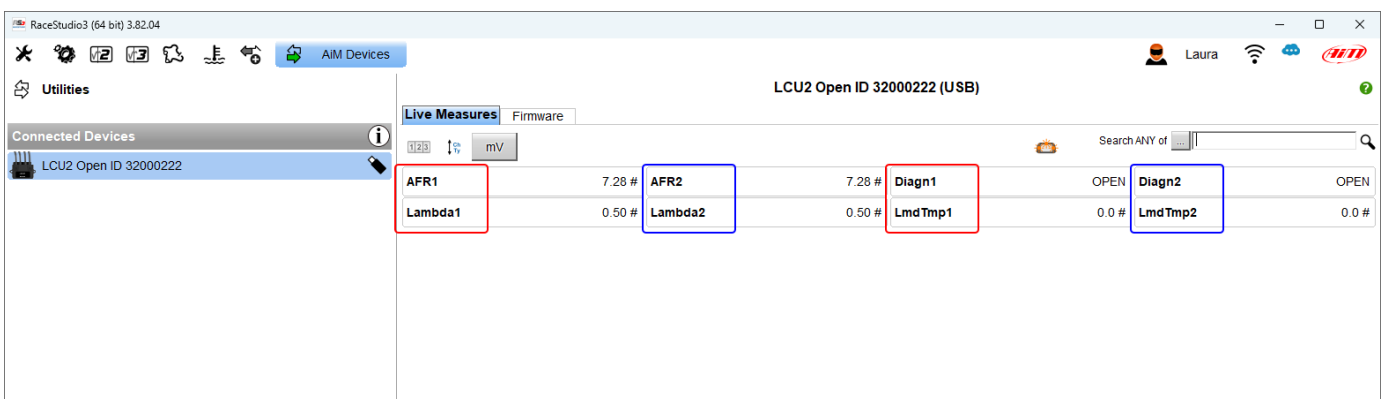 RaceStudio3 (64 bit) 3.82.04
AiM Devices
Laura
AiM
Utilities
LCU2 Open ID 32000222 (USB)
Live Measures Firmware
Connected Devices
123 mV Search ANY of ...
LCU2 Open ID 32000222
AFR1 7.28 # AFR2 7.28 # Diagn1 OPEN Diagn2 OPEN
Lambda1 0.50 # Lambda2 0.50 # LmdTmp1 0.0 # LmdTmp2 0.0 #